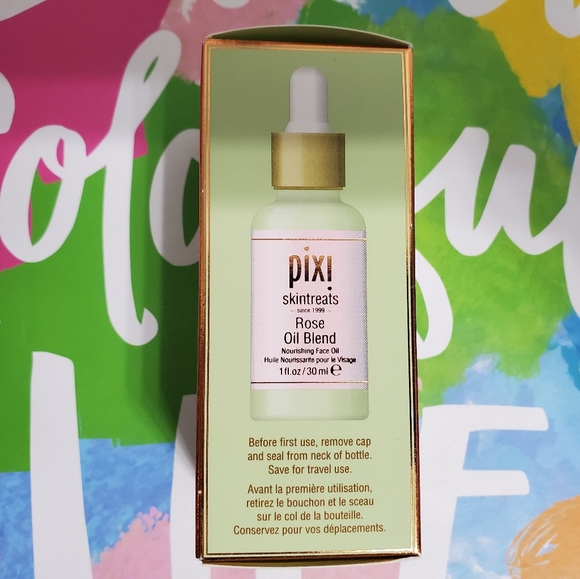 Colorful
LIFE
pixi
skintreats
— since 1999 —
Rose
Oil Blend
Nourishing Face Oil
Huile Nourrissante pour le Visage
1 fl.oz / 30 ml ℮
Before first use, remove cap
and seal from neck of bottle.
Save for travel use.
Avant la première utilisation,
retirez le bouchon et le sceau
sur le col de la bouteille.
Conservez pour vos déplacements.